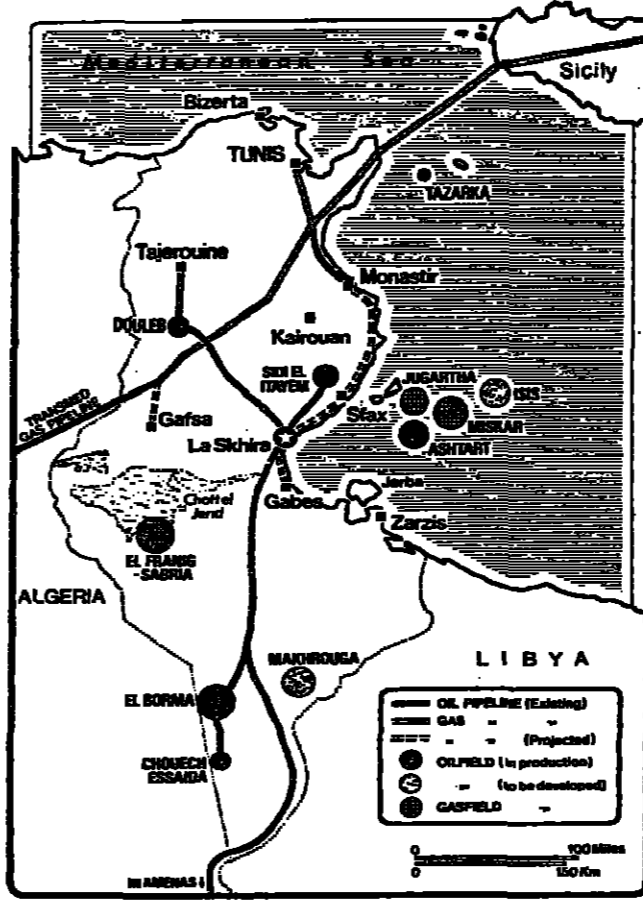 Mediterranean Sea
Sicily
Bizerta
TUNIS
TAZARKA
Tajerouine
Monastir
DOULEB
Kairouan
SIDI EL
ITAYEM
JUGARTHA
ISIS
TRANSMED
GAS PIPELINE
Gafsa
Sfax
MISKAR
La Skhira
ASHTART
Chott el
Jerid
Gabes
Jerba
Zarzis
EL FRANIG
-SABRIA
ALGERIA
LIBYA
MAKHROUGA
EL BORMA
OIL PIPELINE (Existing)
GAS " "
" " (Projected)
CHOUECH
ESSAIDA
OILFIELD (in production)
" (to be developed)
GASFIELD "
0 100 Miles
0 150 Km
IN AMENAS